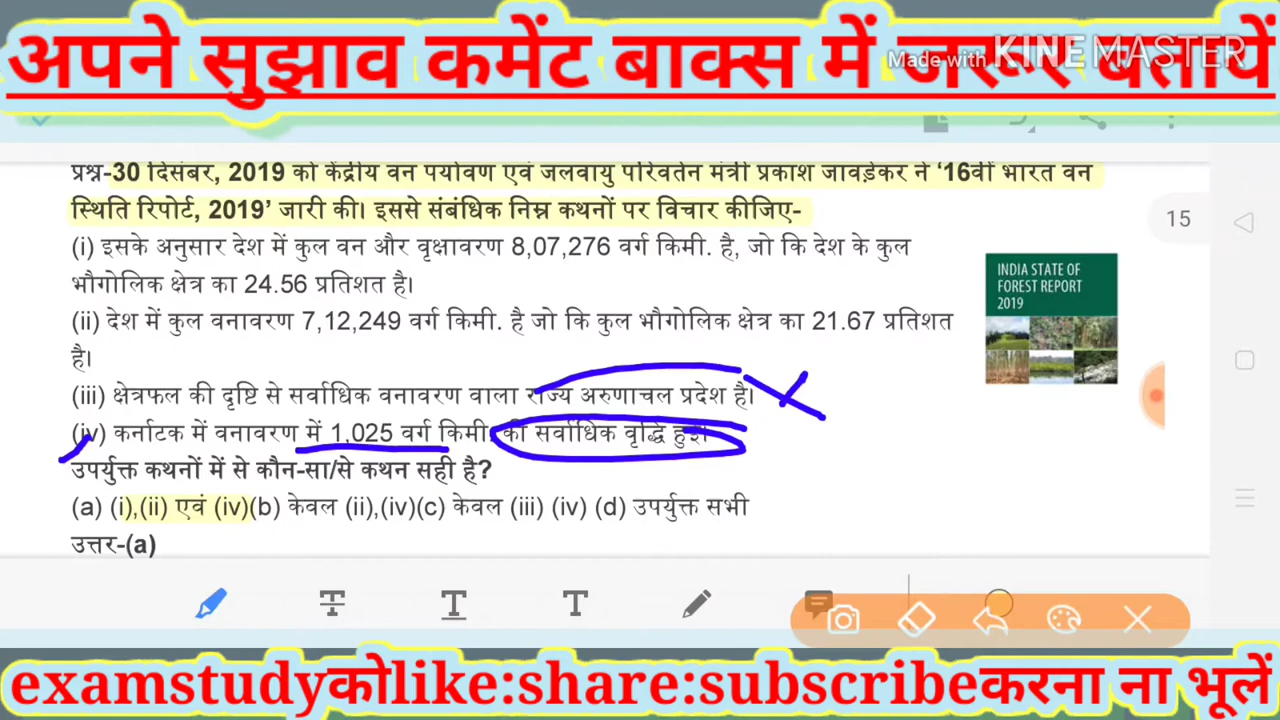 अपने सुझाव कमेंट बाक्स में जरूर बतायें
Made with KINEMASTER
प्रश्न-30 दिसंबर, 2019 को केंद्रीय वन पर्यावण एवं जलवायु परिवर्तन मंत्री प्रकाश जावड़ेकर ने ‘16वीं भारत वन
स्थिति रिपोर्ट, 2019’ जारी की। इससे संबंधिक निम्न कथनों पर विचार कीजिए-
15
(i) इसके अनुसार देश में कुल वन और वृक्षावरण 8,07,276 वर्ग किमी. है, जो कि देश के कुल
भौगोलिक क्षेत्र का 24.56 प्रतिशत है।
INDIA STATE OF
FOREST REPORT
2019
(ii) देश में कुल वनावरण 7,12,249 वर्ग किमी. है जो कि कुल भौगोलिक क्षेत्र का 21.67 प्रतिशत
है।
(iii) क्षेत्रफल की दृष्टि से सर्वाधिक वनावरण वाला राज्य अरुणाचल प्रदेश है।
(iv) कर्नाटक में वनावरण में 1,025 वर्ग किमी. की सर्वाधिक वृद्धि हुई।
उपर्युक्त कथनों में से कौन-सा/से कथन सही है?
(a) (i),(ii) एवं (iv)(b) केवल (ii),(iv)(c) केवल (iii) (iv) (d) उपर्युक्त सभी
उत्तर-(a)
T T T
examstudyकोlike:share:subscribeकरना ना भूलें